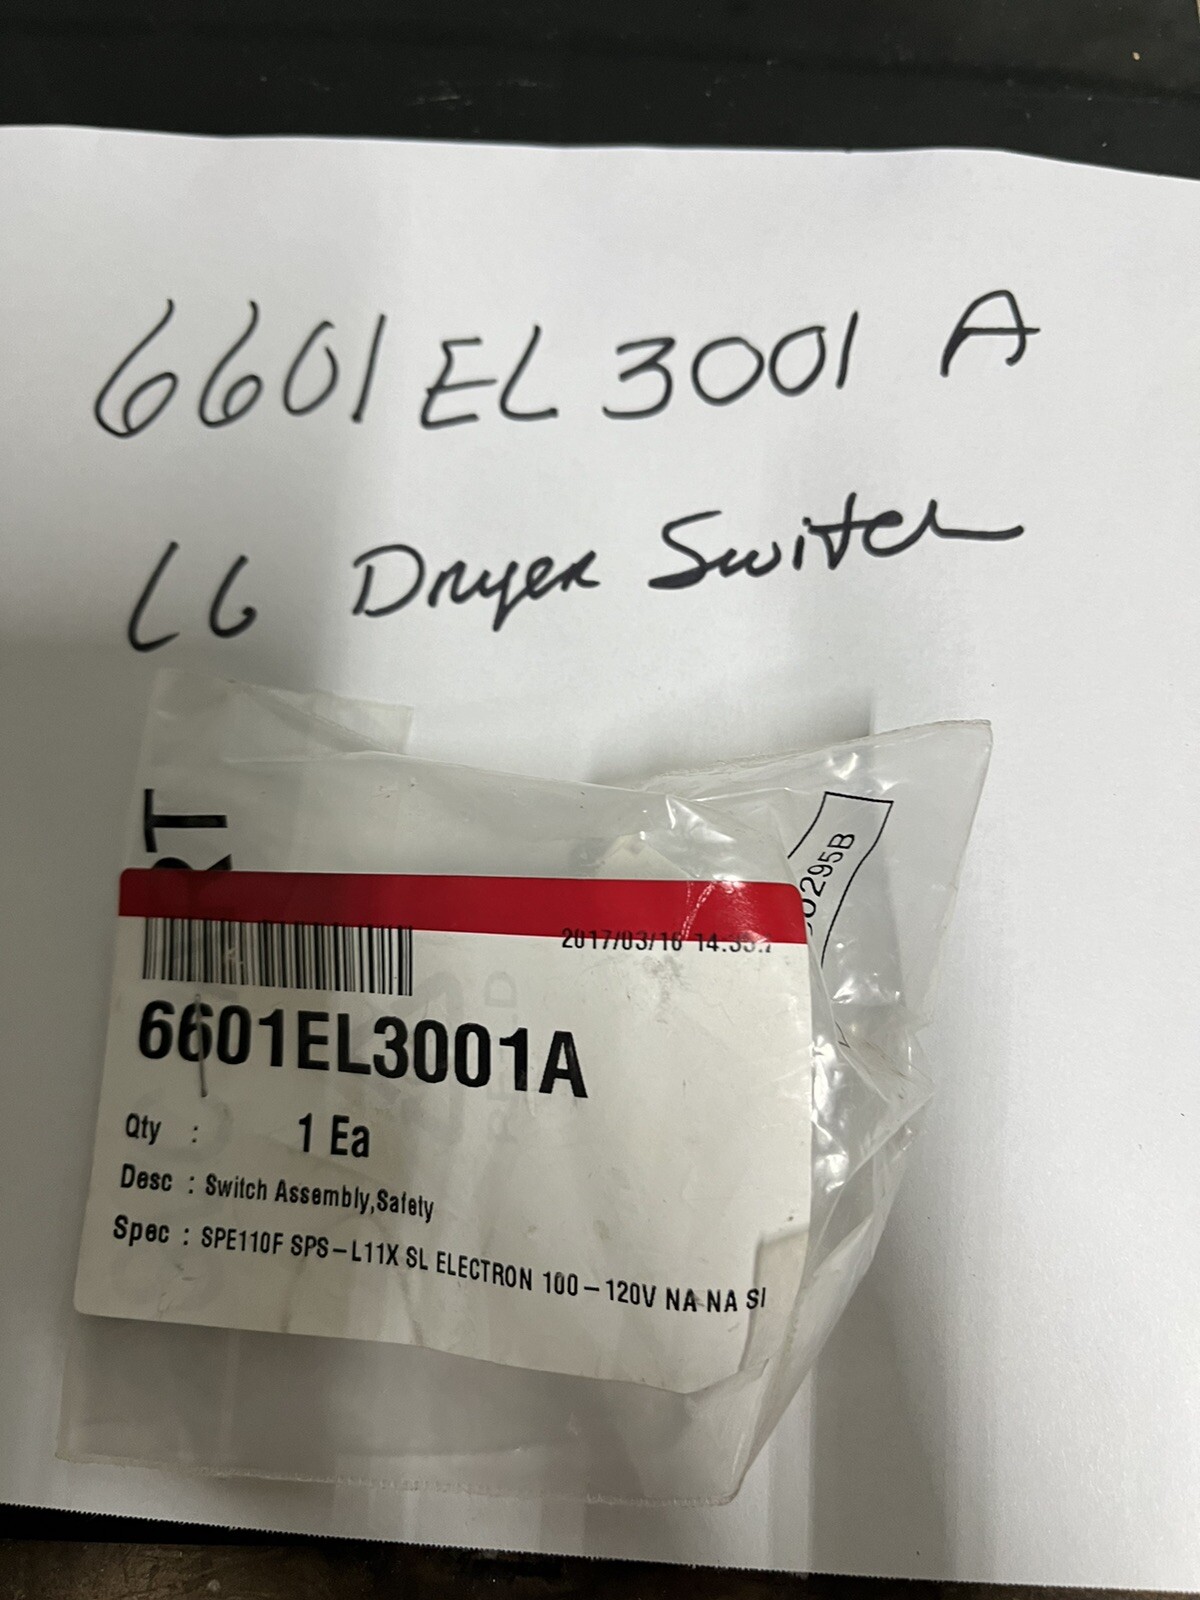 6601EL3001 A
LG Dryer Switch
RT
0295B
2017/03/16 14:35:
6601EL3001A
Qty : 1 Ea
Desc : Switch Assembly,Safety
Spec : SPE110F SPS-L11X SL ELECTRON 100-120V NA NA SI